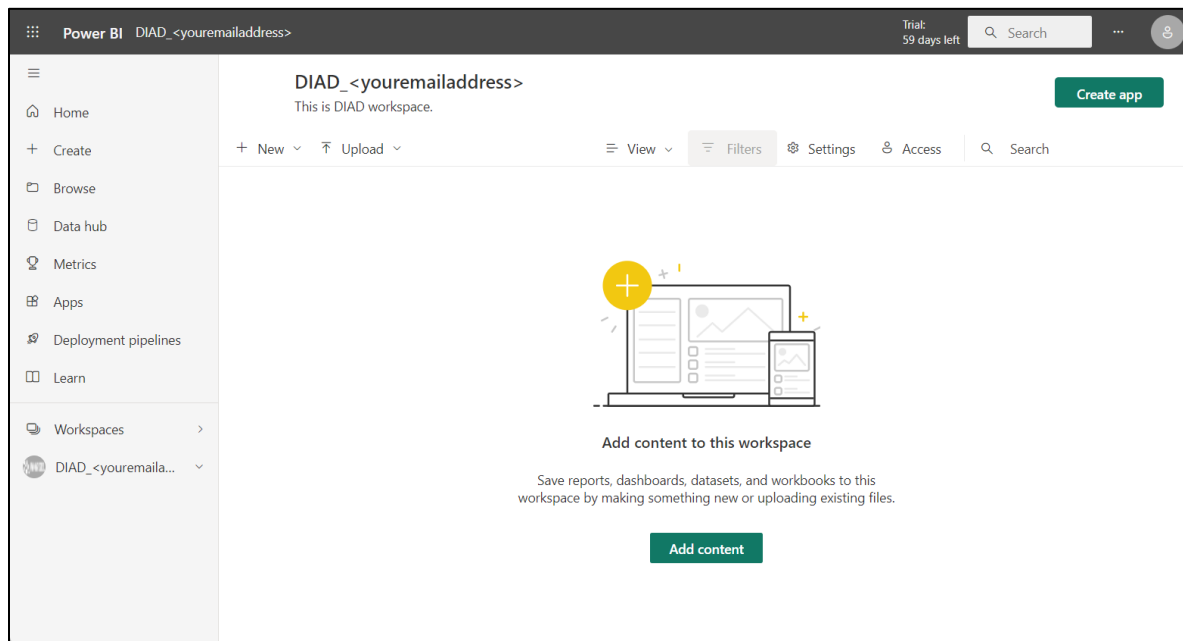 Power BI DIAD_<youremailaddress>
Trial:
59 days left
Search
Home
Create
Browse
Data hub
Metrics
Apps
Deployment pipelines
Learn
Workspaces
DIAD_<youremaila...
DIAD_<youremailaddress>
This is DIAD workspace.
Create app
New Upload View Filters Settings Access Search
Add content to this workspace
Save reports, dashboards, datasets, and workbooks to this
workspace by making something new or uploading existing files.
Add content